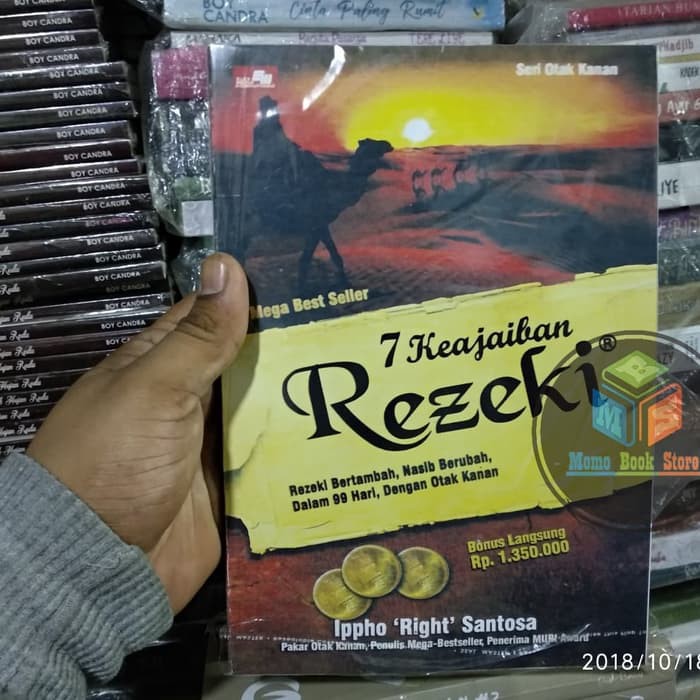 BOY CANDRA
Cinta Paling Rumit
BOY CANDRA
BOY CANDRA
BOY CANDRA
BOY CANDRA
BOY CANDRA
BOY CANDRA
BOY CANDRA
BOY CANDRA
BOY CANDRA
BOY CANDRA
BOY CANDRA
BOY CANDRA
BOY CANDRA
Seri Otak Kanan
Mega Best Seller
7 Keajaiban
Rezeki®
Rezeki Bertambah, Nasib Berubah,
Dalam 99 Hari, Dengan Otak Kanan
Bonus Langsung
Rp. 1.350.000
Ippho 'Right' Santosa
Pakar Otak Kanan, Penulis Mega-Bestseller, Penerima MURI Award
B
M S
Momo Book Store
2018/10/18